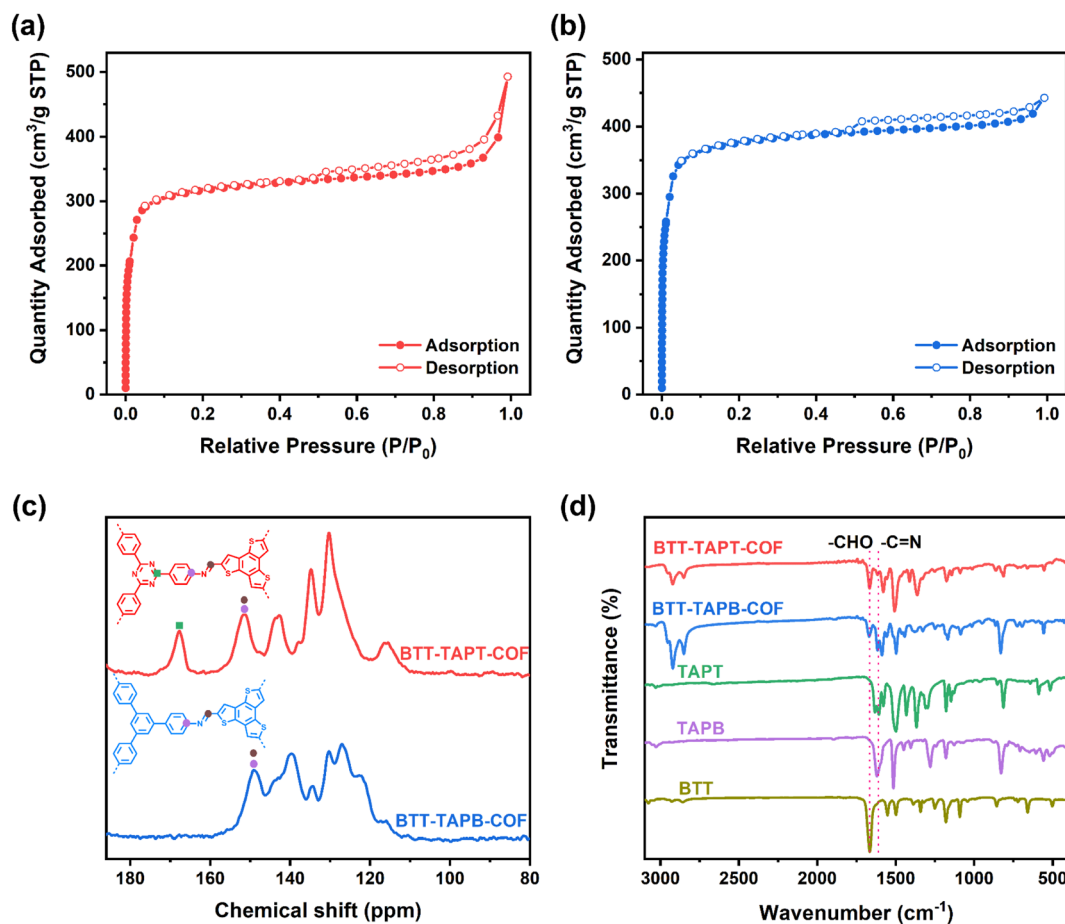 (a)
500
400
300
200
100
0
0.0 0.2 0.4 0.6 0.8 1.0
Quantity Adsorbed (cm³/g STP)
Relative Pressure (P/P₀)
Adsorption
Desorption
(b)
500
400
300
200
100
0
0.0 0.2 0.4 0.6 0.8 1.0
Quantity Adsorbed (cm³/g STP)
Relative Pressure (P/P₀)
Adsorption
Desorption
(c)
N
N
N
N
S
S
S
BTT-TAPT-COF
N
S
S
S
BTT-TAPB-COF
180 160 140 120 100 80
Chemical shift (ppm)
(d)
-CHO -C=N
BTT-TAPT-COF
BTT-TAPB-COF
TAPT
TAPB
BTT
Transmittance (%)
3000 2500 2000 1500 1000 500
Wavenumber (cm⁻¹)